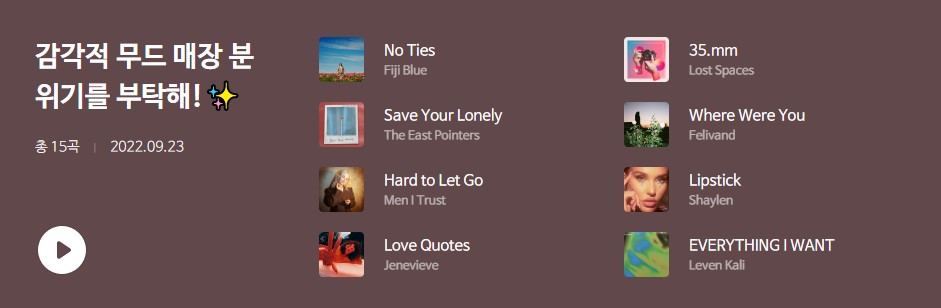 감각적 무드 매장 분
위기를 부탁해! ✨
총 15곡 | 2022.09.23
No Ties
Fiji Blue
Save Your Lonely
The East Pointers
Hard to Let Go
Men I Trust
Love Quotes
Jenevieve
35.mm
Lost Spaces
Where Were You
Felivand
Lipstick
Shaylen
EVERYTHING I WANT
Leven Kali